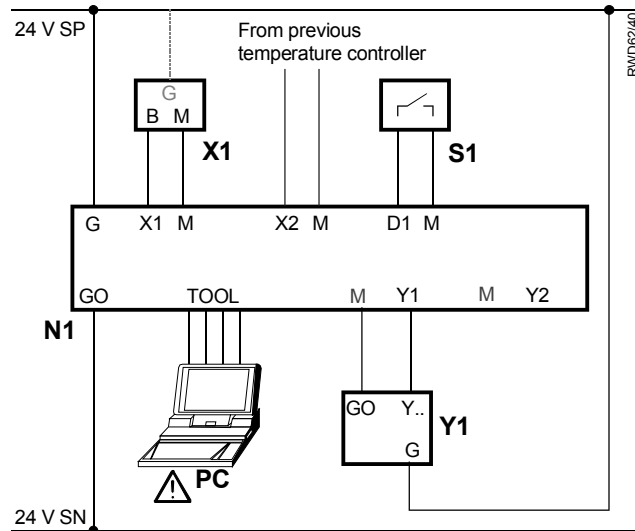 24 V SP
From previous
temperature controller
RWD62/40
G
B M
X1
S1
G X1 M X2 M D1 M
GO TOOL M Y1 M Y2
N1
GO Y..
G
Y1
PC
24 V SN